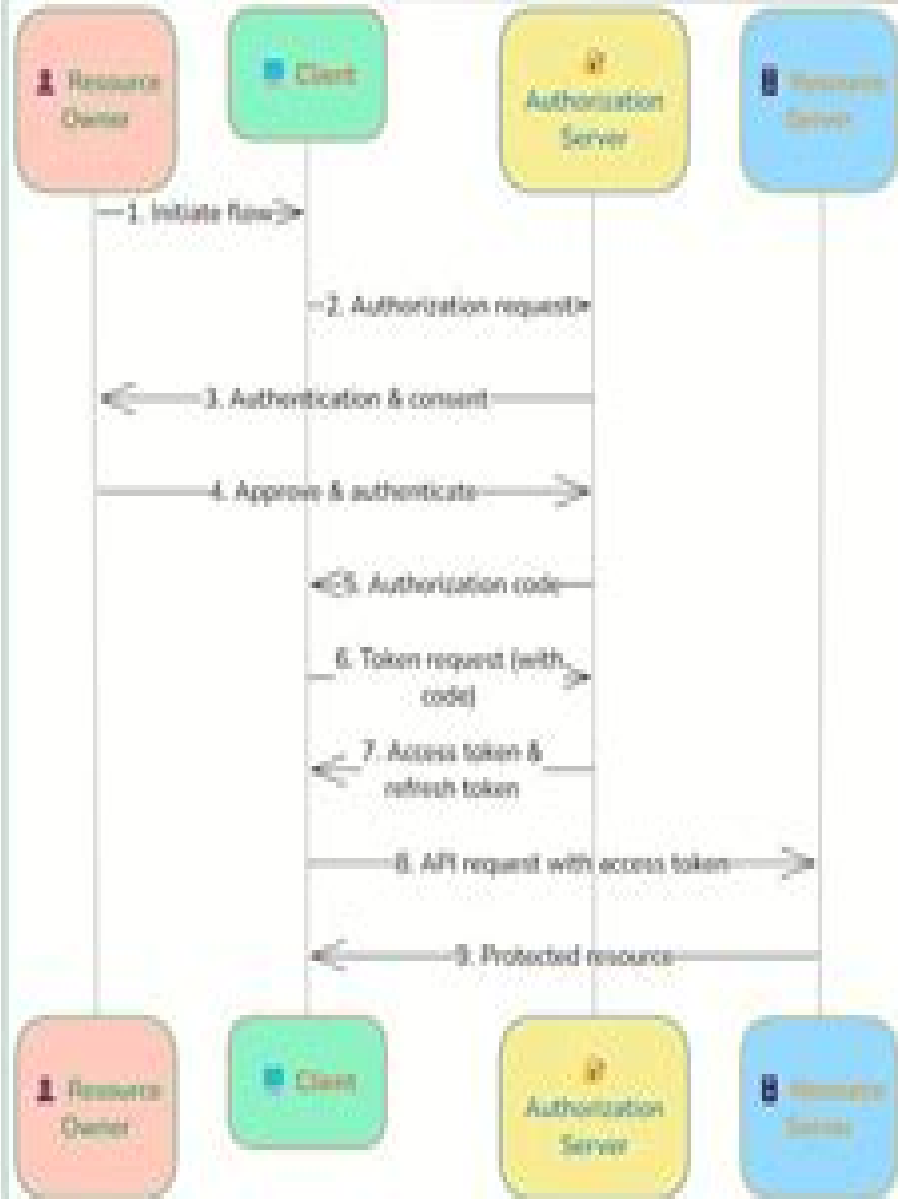 Resource
Owner
Client
Authorization
Server
Resource
Server
1. Initiate flow
2. Authorization request
3. Authentication & consent
4. Approve & authenticate
5. Authorization code
6. Token request (with
code)
7. Access token &
refresh token
8. API request with access token
9. Protected resource
Resource
Owner
Client
Authorization
Server
Resource
Server